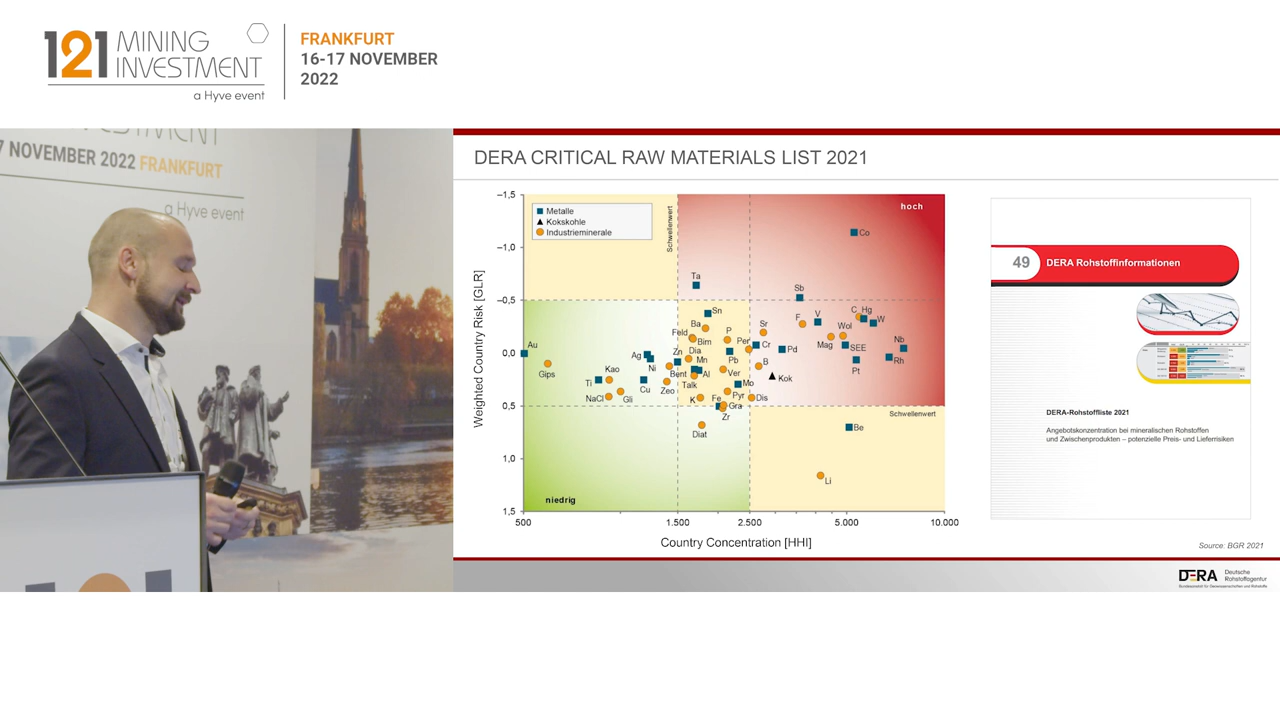 121 MINING
INVESTMENT
a Hyve event
FRANKFURT
16-17 NOVEMBER
2022
7 NOVEMBER 2022 FRANKFURT
a Hyve event
DERA CRITICAL RAW MATERIALS LIST 2021
Weighted Country Risk [GLR]
–1,5
–1,0
–0,5
0,0
0,5
1,0
1,5
Metalle
Kokskohle
Industrieminerale
Schwellenwert
hoch
Co
Ta
Sb
Sn
F
V
C
Hg
W
Ba
Feld
Bim
P
Sr
Wol
Mag
Au
Gips
Ag
Ni
Zn
Dia
Mn
Per
Pb
Cr
Pd
SEE
Nb
Rh
Pt
Kao
Ti
Cu
Bent
Al
Ver
B
Kok
NaCl
Gli
Zeo
Talk
Mo
K
Fe
Pyr
Gra
Dis
Zr
Diat
Schwellenwert
Be
Li
niedrig
500
1.500
2.500
5.000
10.000
Country Concentration [HHI]
49 DERA Rohstoffinformationen
DERA-Rohstoffliste 2021
Angebotskonzentration bei mineralischen Rohstoffen
und Zwischenprodukten – potenzielle Preis- und Lieferrisiken
Source: BGR 2021
DERA Deutsche
Rohstoffagentur